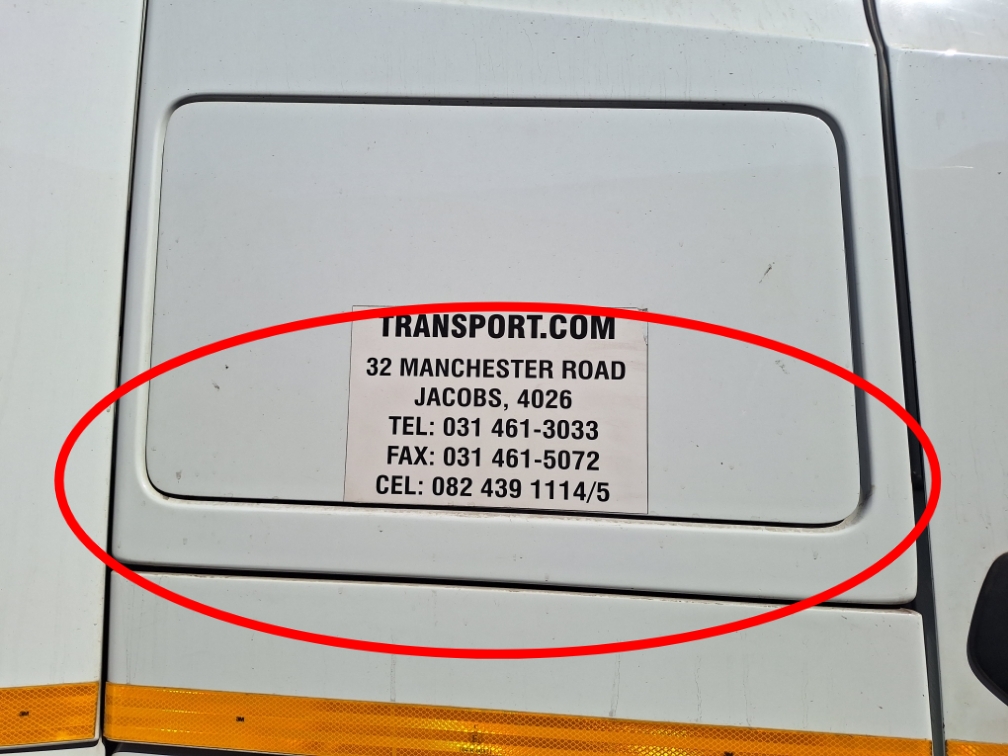 TRANSPORT.COM
32 MANCHESTER ROAD
JACOBS, 4026
TEL: 031 461-3033
FAX: 031 461-5072
CEL: 082 439 1114/5